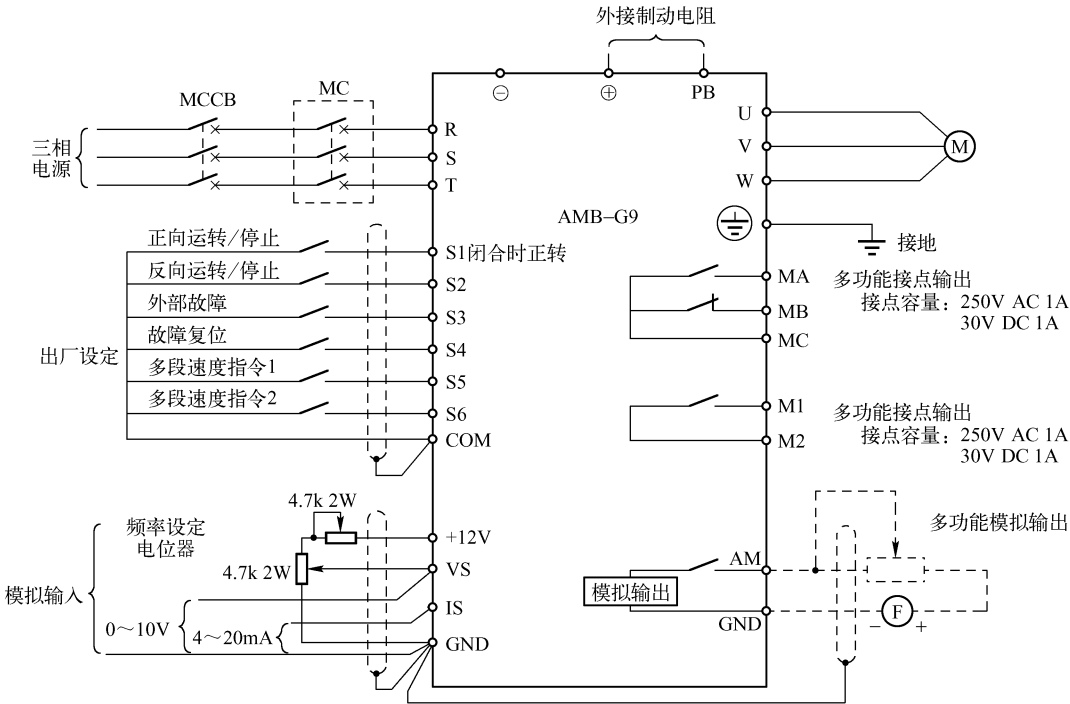 外接制动电阻
⊖
⊕
PB
MCCB
MC
三相
电源
R
S
T
U
V
W
M
AMB–G9
接地
正向运转/停止
S1闭合时正转
反向运转/停止
S2
外部故障
S3
故障复位
S4
出厂设定
多段速度指令1
S5
多段速度指令2
S6
COM
MA
MB
MC
多功能接点输出
接点容量：250V AC 1A
30V DC 1A
M1
M2
多功能接点输出
接点容量：250V AC 1A
30V DC 1A
4.7k 2W
频率设定
电位器
+12V
4.7k 2W
VS
模拟输入
IS
0～10V
4～20mA
GND
多功能模拟输出
AM
模拟输出
GND
F
− +